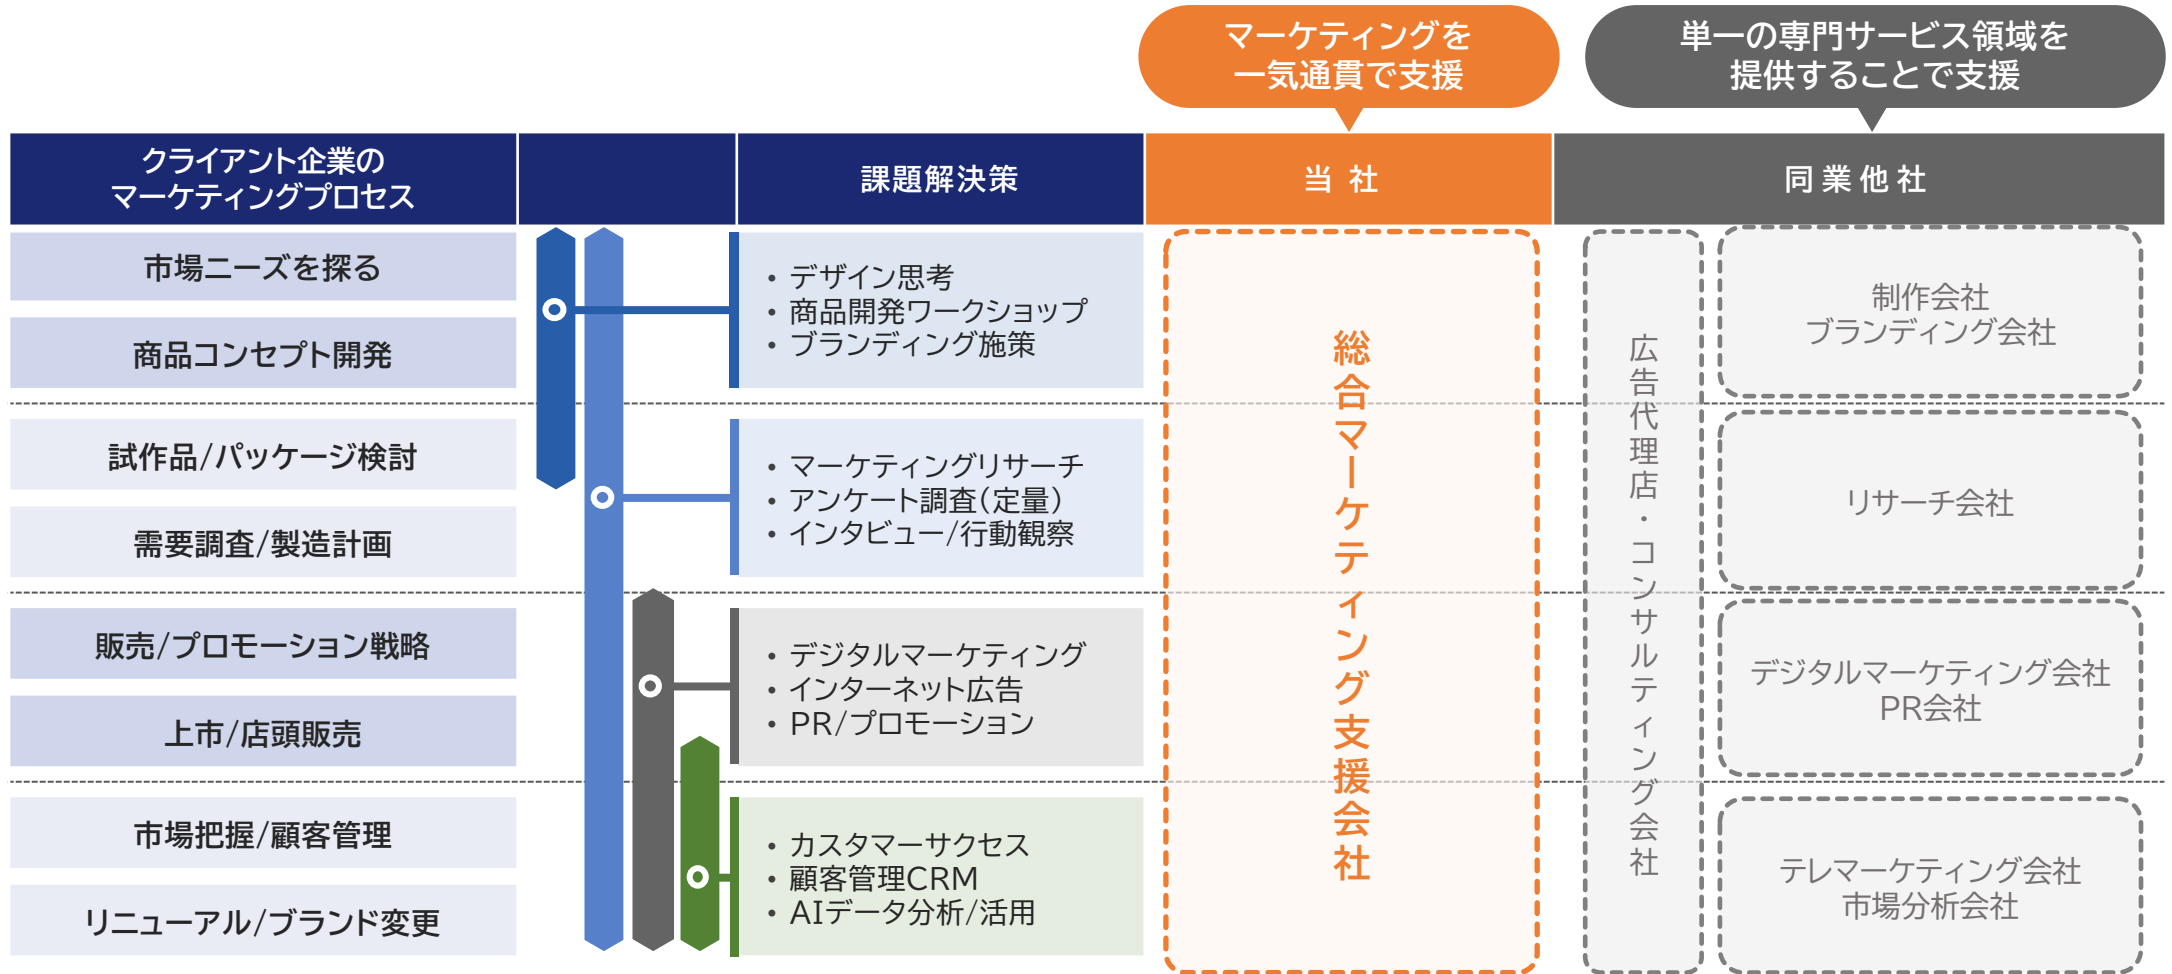 マーケティングを
一気通貫で支援
単一の専門サービス領域を
提供することで支援
クライアント企業の
マーケティングプロセス
課題解決策
当 社
同業他社
市場ニーズを探る
商品コンセプト開発
試作品/パッケージ検討
需要調査/製造計画
販売/プロモーション戦略
上市/店頭販売
市場把握/顧客管理
リニューアル/ブランド変更
• デザイン思考
• 商品開発ワークショップ
• ブランディング施策
• マーケティングリサーチ
• アンケート調査(定量)
• インタビュー/行動観察
• デジタルマーケティング
• インターネット広告
• PR/プロモーション
• カスタマーサクセス
• 顧客管理CRM
• AIデータ分析/活用
総合マーケティング支援会社
広告代理店・コンサルティング会社
制作会社
ブランディング会社
リサーチ会社
デジタルマーケティング会社
PR会社
テレマーケティング会社
市場分析会社